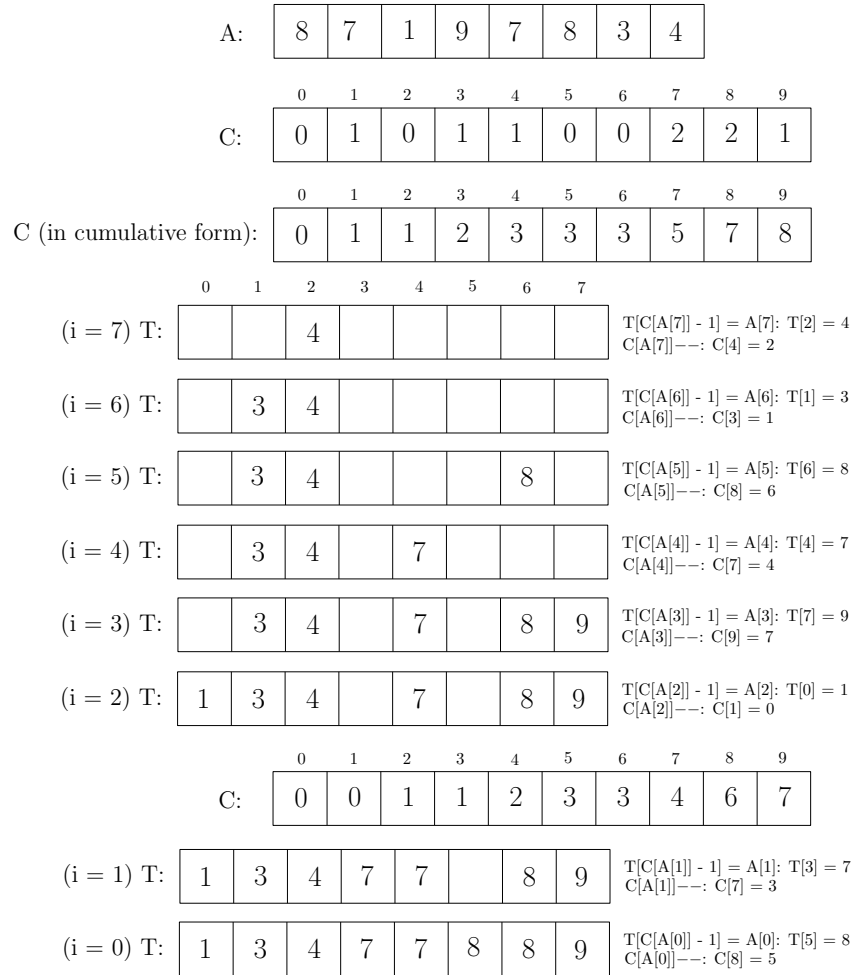 A: 8 7 1 9 7 8 3 4
0 1 2 3 4 5 6 7 8 9
C: 0 1 0 1 1 0 0 2 2 1
0 1 2 3 4 5 6 7 8 9
C (in cumulative form): 0 1 1 2 3 3 3 5 7 8
0 1 2 3 4 5 6 7
(i = 7) T: 4
T[C[A[7]] - 1] = A[7]: T[2] = 4
C[A[7]]−−: C[4] = 2
(i = 6) T: 3 4
T[C[A[6]] - 1] = A[6]: T[1] = 3
C[A[6]]−−: C[3] = 1
(i = 5) T: 3 4 8
T[C[A[5]] - 1] = A[5]: T[6] = 8
C[A[5]]−−: C[8] = 6
(i = 4) T: 3 4 7
T[C[A[4]] - 1] = A[4]: T[4] = 7
C[A[4]]−−: C[7] = 4
(i = 3) T: 3 4 7 8 9
T[C[A[3]] - 1] = A[3]: T[7] = 9
C[A[3]]−−: C[9] = 7
(i = 2) T: 1 3 4 7 8 9
T[C[A[2]] - 1] = A[2]: T[0] = 1
C[A[2]]−−: C[1] = 0
0 1 2 3 4 5 6 7 8 9
C: 0 0 1 1 2 3 3 4 6 7
(i = 1) T: 1 3 4 7 7 8 9
T[C[A[1]] - 1] = A[1]: T[3] = 7
C[A[1]]−−: C[7] = 3
(i = 0) T: 1 3 4 7 7 8 8 9
T[C[A[0]] - 1] = A[0]: T[5] = 8
C[A[0]]−−: C[8] = 5